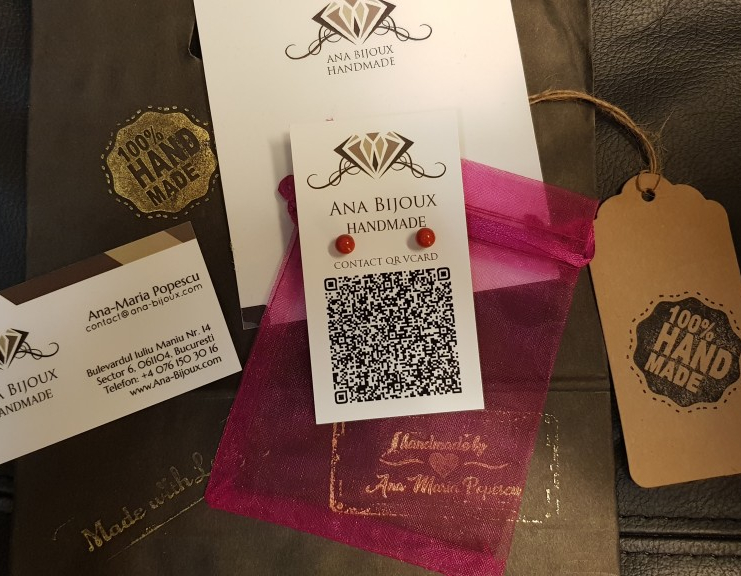 ANA BIJOUX
HANDMADE
100%
HAND
MADE
ANA BIJOUX
HANDMADE
CONTACT QR VCARD
Ana-Maria Popescu
contact@ana-bijoux.com
Bulevardul Iuliu Maniu Nr. 14
Sector 6, 061104, Bucuresti
Telefon: +4 076 150 30 16
www.Ana-Bijoux.com
BIJOUX
HANDMADE
100%
HAND
MADE
Handmade by
Ana Maria Popescu
Made with